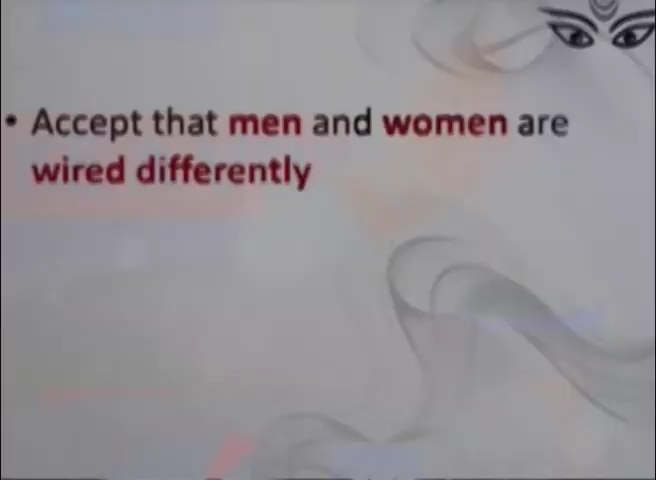 • Accept that men and women are
wired differently